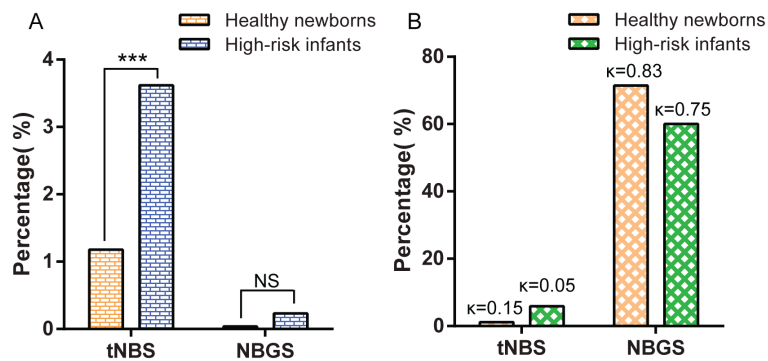 A
Healthy newborns
High-risk infants
Percentage( %)
4
3
2
1
0
***
NS
tNBS
NBGS
B
Healthy newborns
High-risk infants
Percentage( %)
80
60
40
20
0
κ=0.15
κ=0.05
κ=0.83
κ=0.75
tNBS
NBGS